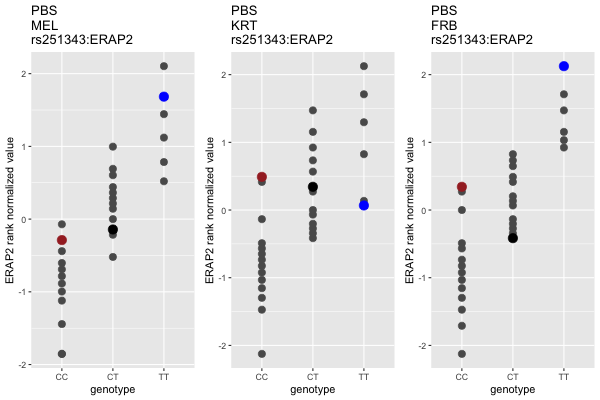 PBS
MEL
rs251343:ERAP2
ERAP2 rank normalized value
2
1
0
-1
-2
CC CT TT
genotype
PBS
KRT
rs251343:ERAP2
ERAP2 rank normalized value
2
1
0
-1
-2
CC CT TT
genotype
PBS
FRB
rs251343:ERAP2
ERAP2 rank normalized value
2
1
0
-1
-2
CC CT TT
genotype